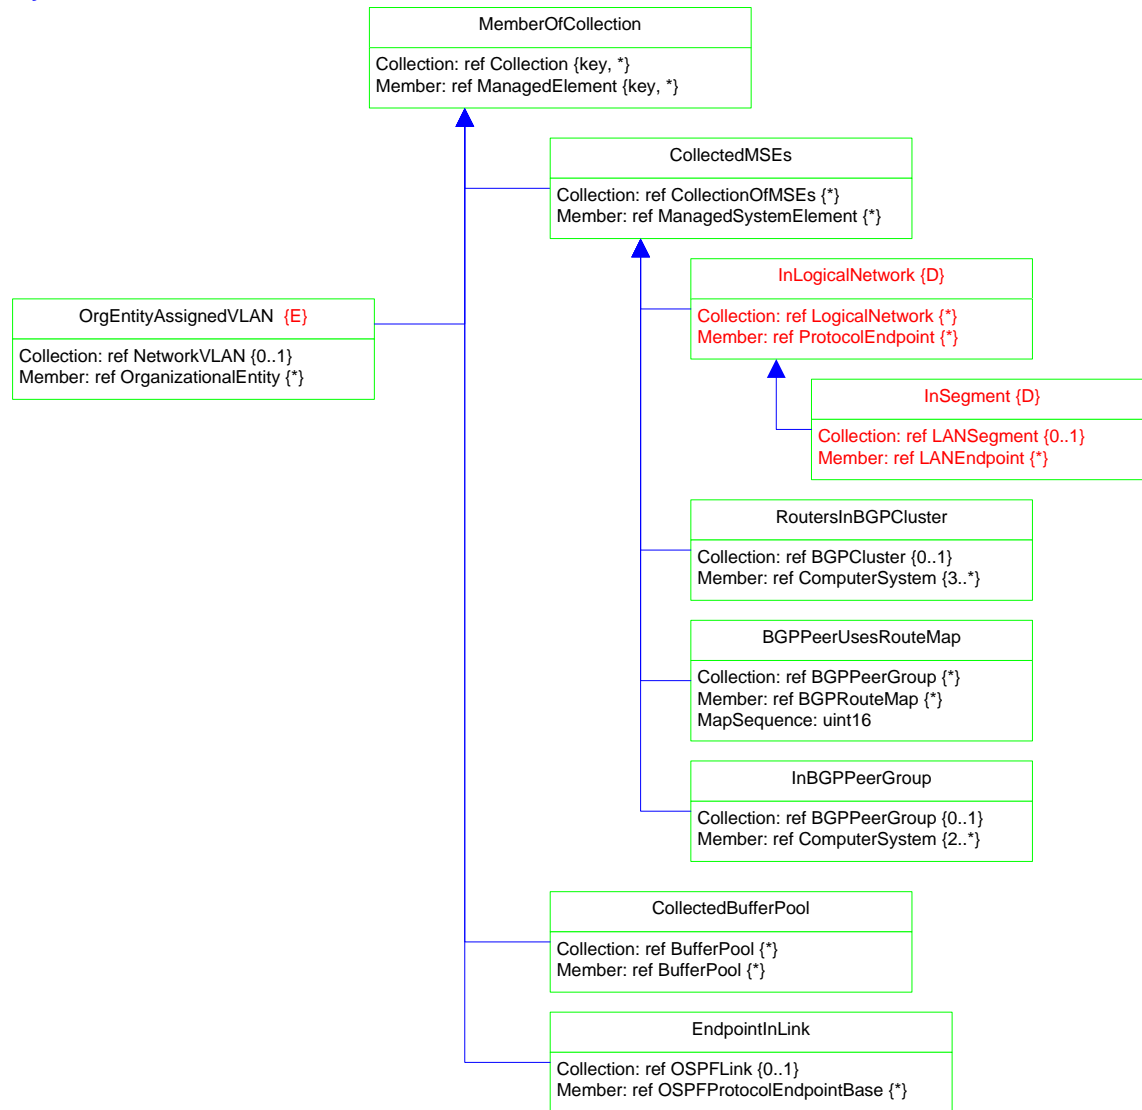 MemberOfCollection
Collection: ref Collection {key, *}
Member: ref ManagedElement {key, *}
CollectedMSEs
Collection: ref CollectionOfMSEs {*}
Member: ref ManagedSystemElement {*}
InLogicalNetwork {D}
Collection: ref LogicalNetwork {*}
Member: ref ProtocolEndpoint {*}
OrgEntityAssignedVLAN {E}
Collection: ref NetworkVLAN {0..1}
Member: ref OrganizationalEntity {*}
InSegment {D}
Collection: ref LANSegment {0..1}
Member: ref LANEndpoint {*}
RoutersInBGPCluster
Collection: ref BGPCluster {0..1}
Member: ref ComputerSystem {3..*}
BGPPeerUsesRouteMap
Collection: ref BGPPeerGroup {*}
Member: ref BGPRouteMap {*}
MapSequence: uint16
InBGPPeerGroup
Collection: ref BGPPeerGroup {0..1}
Member: ref ComputerSystem {2..*}
CollectedBufferPool
Collection: ref BufferPool {*}
Member: ref BufferPool {*}
EndpointInLink
Collection: ref OSPFLink {0..1}
Member: ref OSPFProtocolEndpointBase {*}